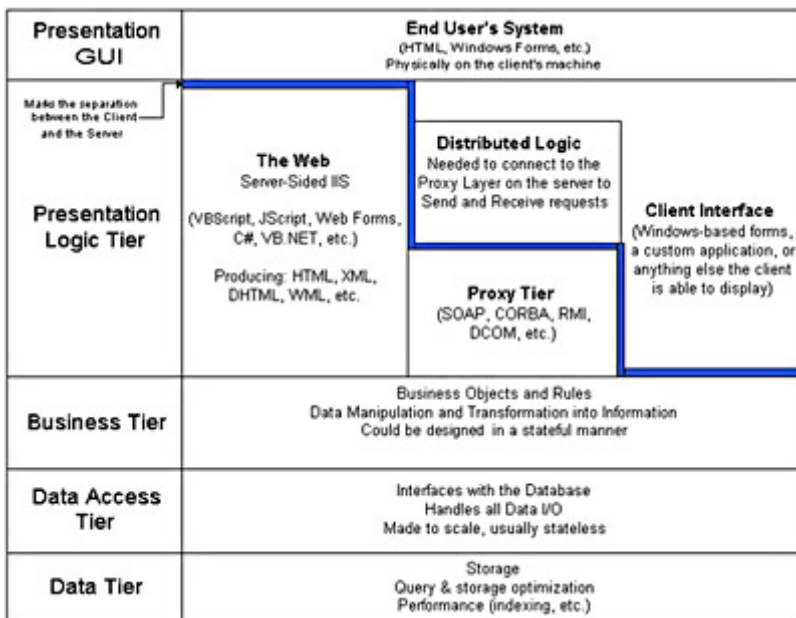 Presentation
GUI
End User's System
(HTML, Windows Forms, etc.)
Physically on the client's machine
Marks the separation
between the Client
and the Server
Presentation
Logic Tier
The Web
Server-Sided IIS
(VBScript, JScript, Web Forms,
C#, VB.NET, etc.)
Producing: HTML, XML,
DHTML, WML, etc.
Distributed Logic
Needed to connect to the
Proxy Layer on the server to
Send and Receive requests
Proxy Tier
(SOAP, CORBA, RMI,
DCOM, etc.)
Client Interface
(Windows-based forms,
a custom application, or
anything else the client
is able to display)
Business Tier
Business Objects and Rules
Data Manipulation and Transformation into Information
Could be designed in a stateful manner
Data Access
Tier
Interfaces with the Database
Handles all Data I/O
Made to scale, usually stateless
Data Tier
Storage
Query & storage optimization
Performance (indexing, etc.)